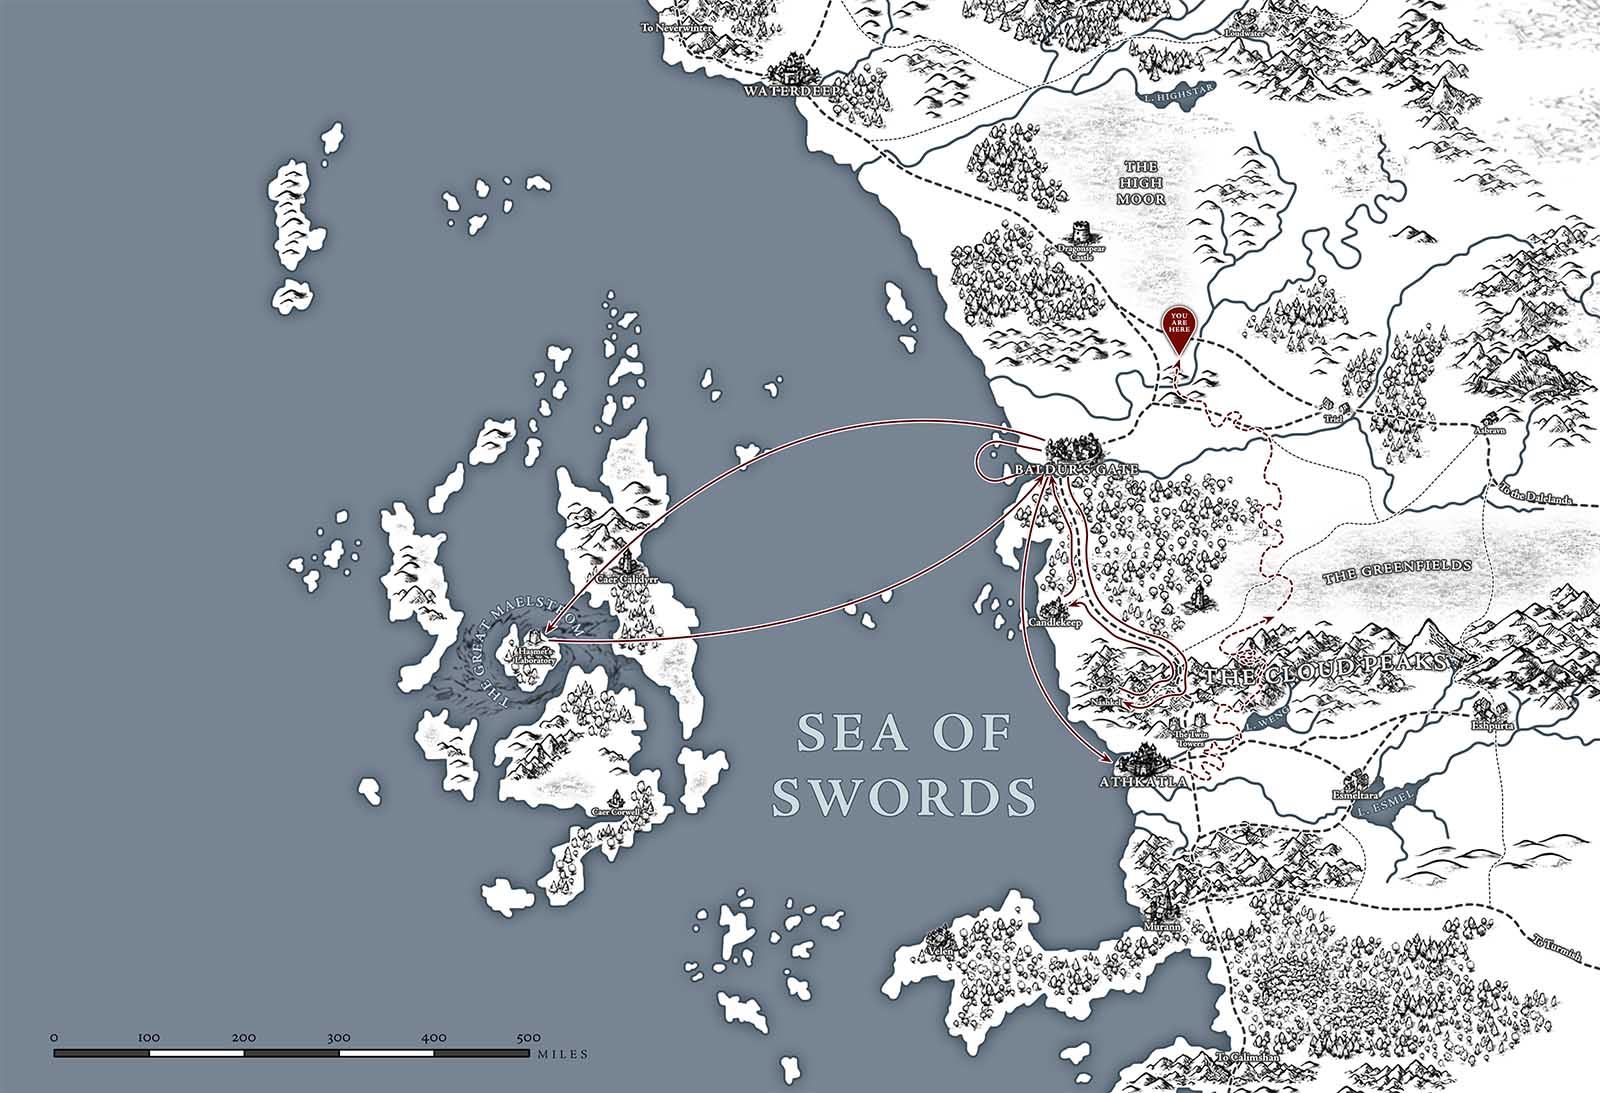 To Neverwinter
WATERDEEP
Loudwater
L. HIGHSTAR
THE
HIGH
MOOR
Dragonspear
Castle
YOU
ARE
HERE
Triel
Asbravn
BALDUR'S GATE
To the Dalelands
THE GREENFIELDS
Caer Calidyrr
THE GREAT MAELSTROM
Hasmet's
Laboratory
Candlekeep
THE CLOUD PEAKS
Nashkel
L. WENG
The Twin
Towers
Eshpurta
SEA OF
SWORDS
ATHKATLA
Esmeltara
L. ESMEL
Caer Corwell
Murann
Velen
To Turmish
To Calimshan
0 100 200 300 400 500
MILES